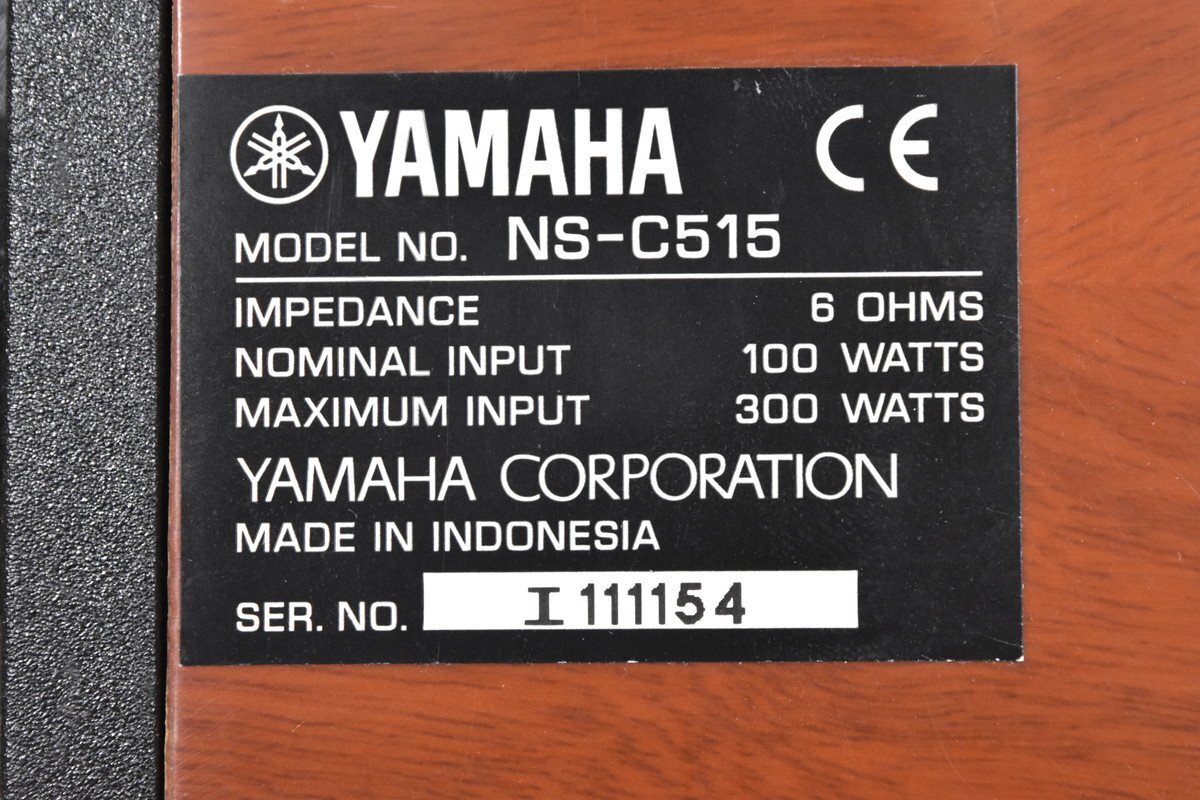 YAMAHA CE
MODEL NO. NS-C515
IMPEDANCE 6 OHMS
NOMINAL INPUT 100 WATTS
MAXIMUM INPUT 300 WATTS
YAMAHA CORPORATION
MADE IN INDONESIA
SER. NO. I 111154